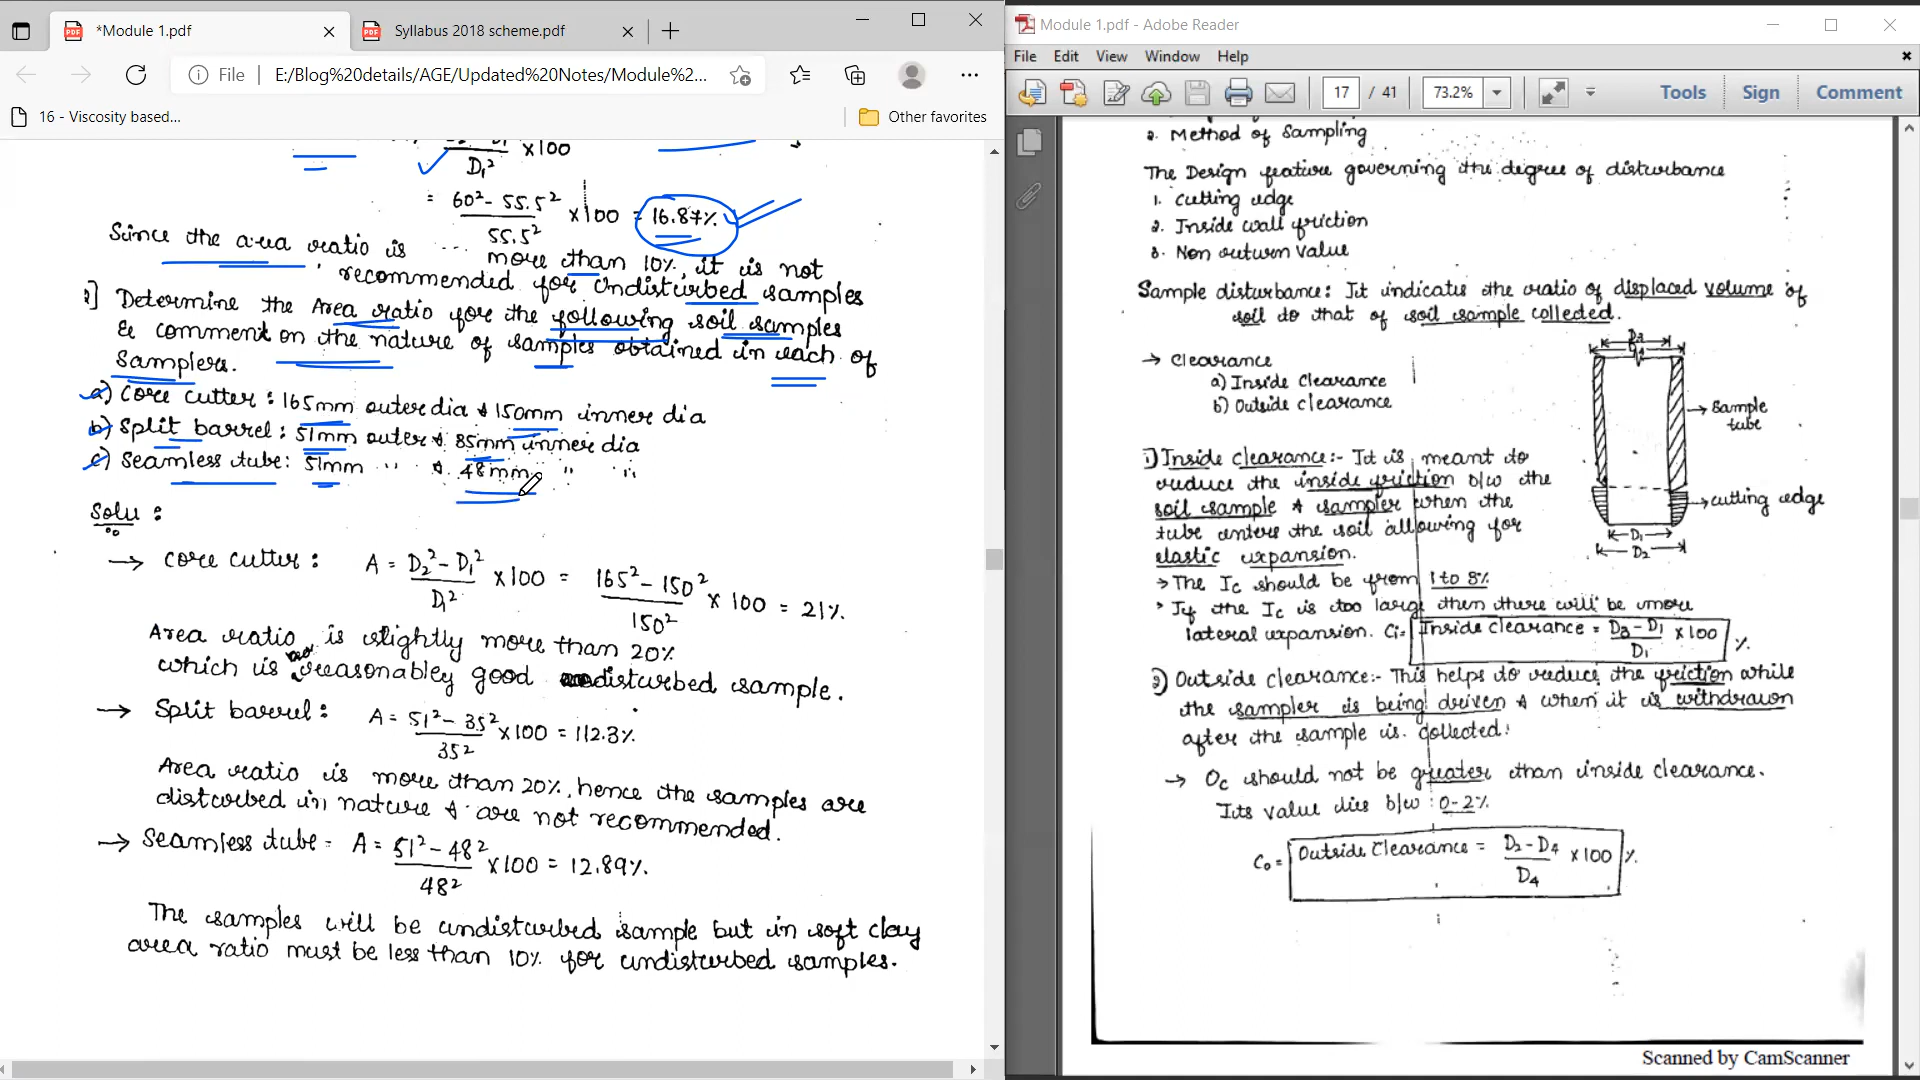 *Module 1.pdf
Syllabus 2018 scheme.pdf
File E:/Blog%20details/AGE/Updated%20Notes/Module%2...
16 - Viscosity based...
Other favorites
D₁² ×100
= 60² - 55.5² / 55.5² ×100 = 16.87%
Since the area ratio is more than 10%, it is not
recommended for undisturbed samples
Determine the Area ratio for the following soil samples
& comment on the nature of samples obtained in each of
Samplers.
a) Core cutter : 165mm outer dia & 150mm inner dia
b) Split barrel : 51mm outer & 35mm inner dia
c) Seamless tube : 51mm " & 48mm " "
Solu :
→ Core cutter : A = D₂² - D₁² / D₁² ×100 = 165² - 150² / 150² × 100 = 21%.
Area ratio is slightly more than 20%
which is reasonabley good disturbed sample.
→ Split barrel : A = 51² - 35² / 35² ×100 = 112.3%.
Area ratio is more than 20%, hence the samples are
disturbed in nature & are not recommended.
→ Seamless tube - A = 51² - 48² / 48² ×100 = 12.89%.
The samples will be undisturbed sample but in soft clay
area ratio must be less than 10% for undisturbed samples.
Module 1.pdf - Adobe Reader
File Edit View Window Help
17 / 41 73.2% Tools Sign Comment
2. Method of Sampling
The Design feature governing the degree of disturbance
1. Cutting edge
2. Inside wall friction
3. Non return value
Sample disturbance : It indicates the ratio of displaced volume of
soil to that of soil sample collected.
→ Clearance
a) Inside Clearance
b) Outside clearance
D₃
D₄
→ Sample
tube
→ cutting edge
D₁
D₂
1) Inside clearance :- It is meant to
reduce the inside friction b/w the
soil sample & sampler when the
tube enters the soil allowing for
elastic expansion.
→ The Ic should be from 1 to 3%
If the Ic is too large then there will be more
lateral expansion. Ci = Inside Clearance = D₃ - D₁ / D₁ ×100 %.
2) Outside clearance :- This helps to reduce the friction while
the sampler is being driven & when it is withdrawn
after the sample is collected.
→ Oc should not be greater than inside clearance.
Its value lies b/w 0-2%
Co = Outside Clearance = D₂ - D₄ / D₄ ×100 %.
Scanned by CamScanner